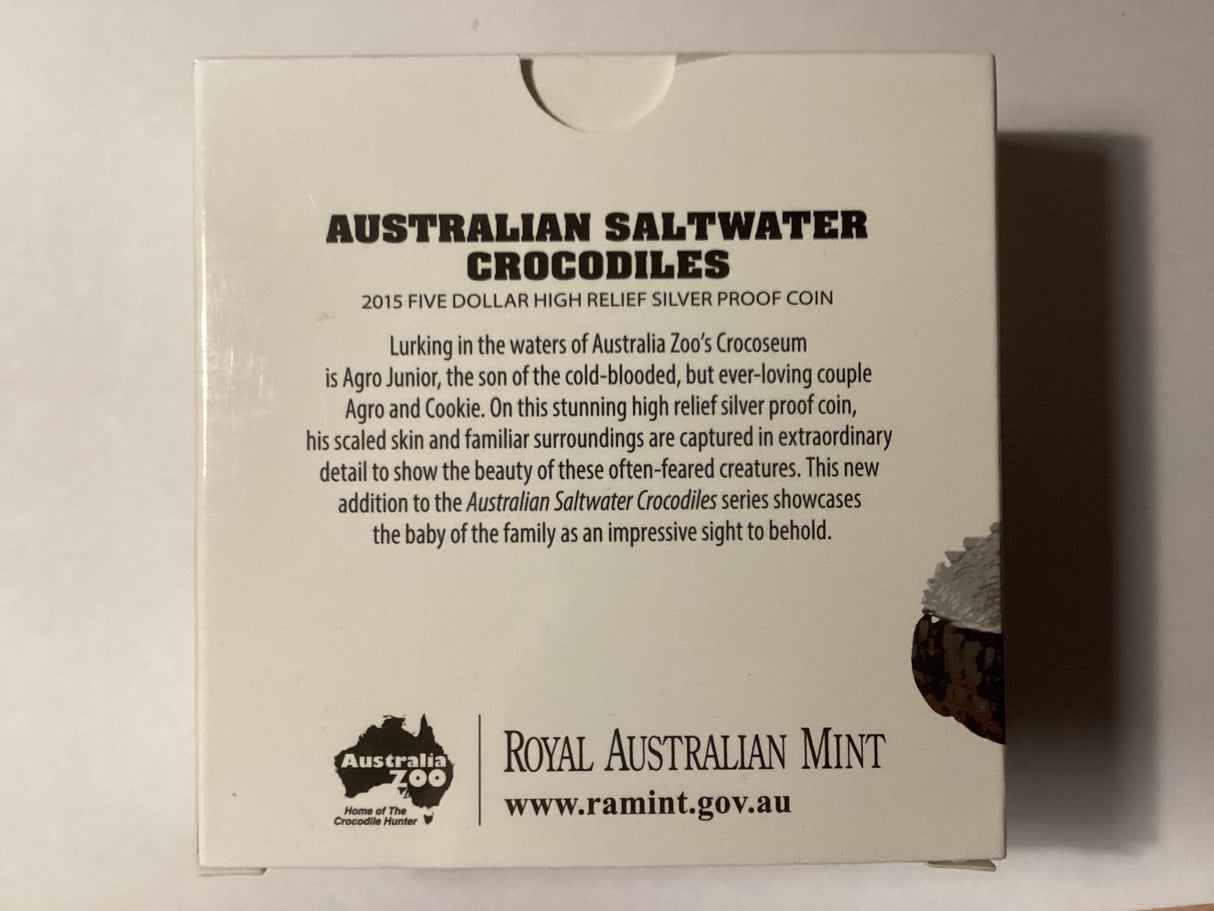 AUSTRALIAN SALTWATER
CROCODILES
2015 FIVE DOLLAR HIGH RELIEF SILVER PROOF COIN
Lurking in the waters of Australia Zoo's Crocoseum
is Agro Junior, the son of the cold-blooded, but ever-loving couple
Agro and Cookie. On this stunning high relief silver proof coin,
his scaled skin and familiar surroundings are captured in extraordinary
detail to show the beauty of these often-feared creatures. This new
addition to the Australian Saltwater Crocodiles series showcases
the baby of the family as an impressive sight to behold.
Australia
ZOO
Home of The
Crocodile Hunter
ROYAL AUSTRALIAN MINT
www.ramint.gov.au